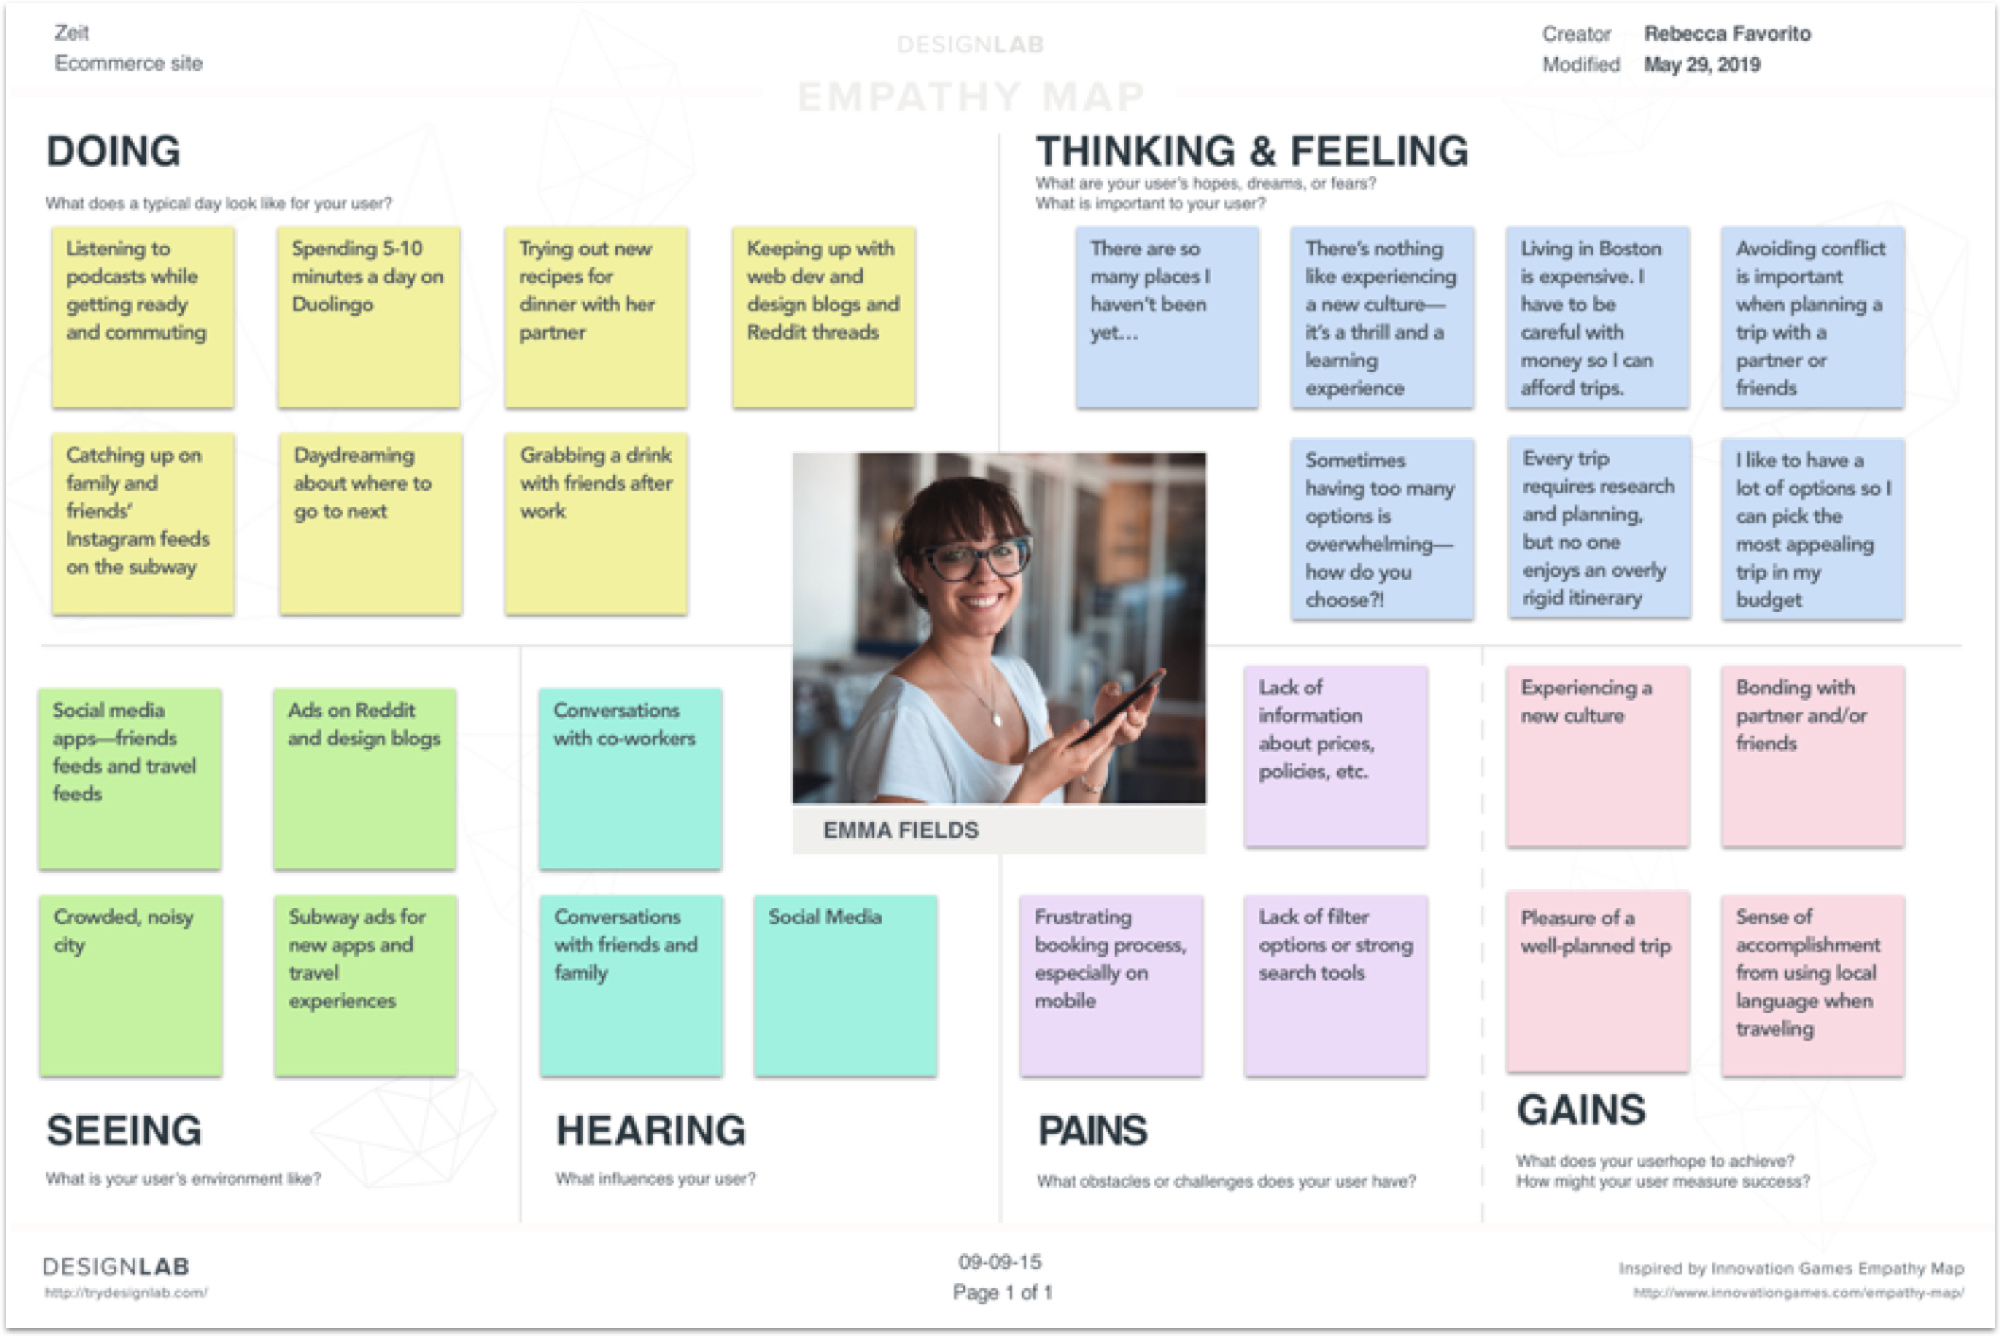 Zeit
Ecommerce site
DESIGNLAB
EMPATHY MAP
Creator Rebecca Favorito
Modified May 29, 2019
DOING
What does a typical day look like for your user?
Listening to
podcasts while
getting ready
and commuting
Spending 5-10
minutes a day on
Duolingo
Trying out new
recipes for
dinner with her
partner
Keeping up with
web dev and
design blogs and
Reddit threads
Catching up on
family and
friends'
Instagram feeds
on the subway
Daydreaming
about where to
go to next
Grabbing a drink
with friends after
work
THINKING & FEELING
What are your user's hopes, dreams, or fears?
What is important to your user?
There are so
many places I
haven't been
yet...
There's nothing
like experiencing
a new culture—
it's a thrill and a
learning
experience
Living in Boston
is expensive. I
have to be
careful with
money so I can
afford trips.
Avoiding conflict
is important
when planning a
trip with a
partner or
friends
Sometimes
having too many
options is
overwhelming—
how do you
choose?!
Every trip
requires research
and planning,
but no one
enjoys an overly
rigid itinerary
I like to have a
lot of options so I
can pick the
most appealing
trip in my
budget
EMMA FIELDS
Social media
apps—friends
feeds and travel
feeds
Ads on Reddit
and design blogs
Crowded, noisy
city
Subway ads for
new apps and
travel
experiences
SEEING
What is your user's environment like?
Conversations
with co-workers
Conversations
with friends and
family
Social Media
HEARING
What influences your user?
Lack of
information
about prices,
policies, etc.
Frustrating
booking process,
especially on
mobile
Lack of filter
options or strong
search tools
PAINS
What obstacles or challenges does your user have?
Experiencing a
new culture
Bonding with
partner and/or
friends
Pleasure of a
well-planned trip
Sense of
accomplishment
from using local
language when
traveling
GAINS
What does your userhope to achieve?
How might your user measure success?
DESIGNLAB
http://trydesignlab.com/
09-09-15
Page 1 of 1
Inspired by Innovation Games Empathy Map
http://www.innovationgames.com/empathy-map/